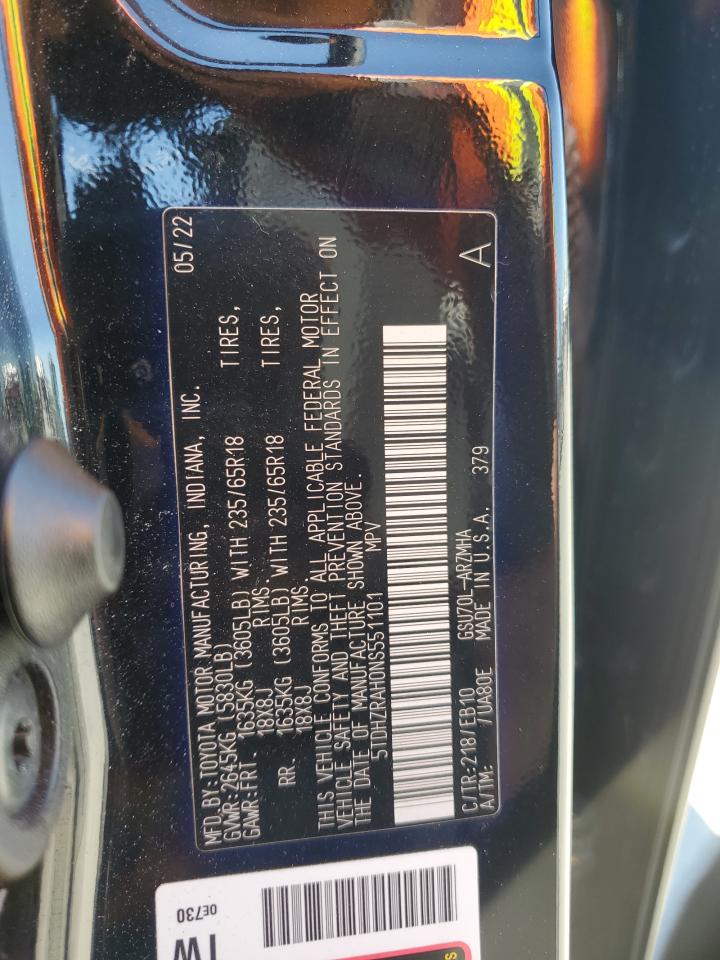 MFD.BY:TOYOTA MOTOR MANUFACTURING, INDIANA, INC. 05/22
GVWR:2645KG (5830LB)
GAWR:FRT. 1635KG (3605LB) WITH 235/65R18 TIRES,
18X8J RIMS
RR. 1635KG (3605LB) WITH 235/65R18 TIRES,
18X8J RIMS
THIS VEHICLE CONFORMS TO ALL APPLICABLE FEDERAL MOTOR
VEHICLE SAFETY AND THEFT PREVENTION STANDARDS IN EFFECT ON
THE DATE OF MANUFACTURE SHOWN ABOVE.
5TDHZRAH0NS551101 MPV
C/TR:218/EB10 GSU70L-ARZMHA
A/TM: /UA80E MADE IN U.S.A. 379 A
0E730